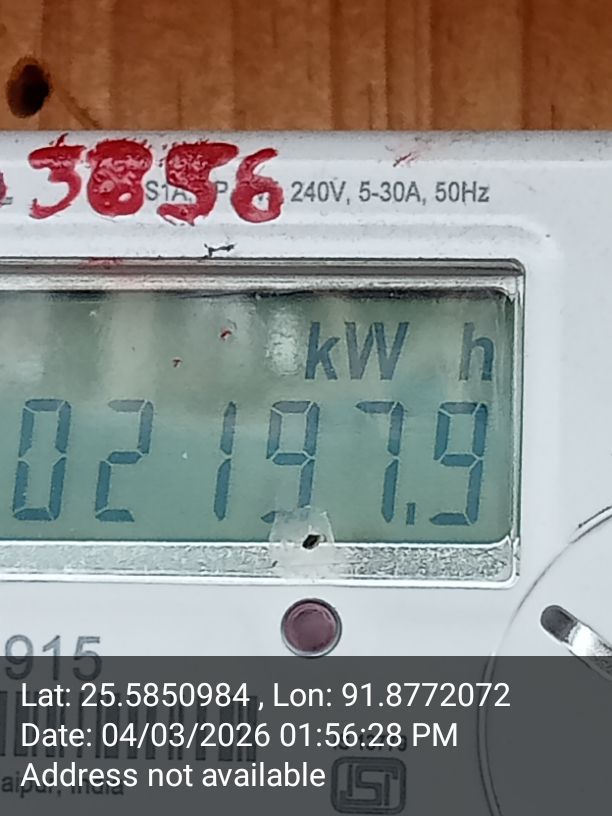 3856
240V, 5-30A, 50Hz
kW h
02197.9
915
Lat: 25.5850984 , Lon: 91.8772072
Date: 04/03/2026 01:56:28 PM
Address not available
ISI